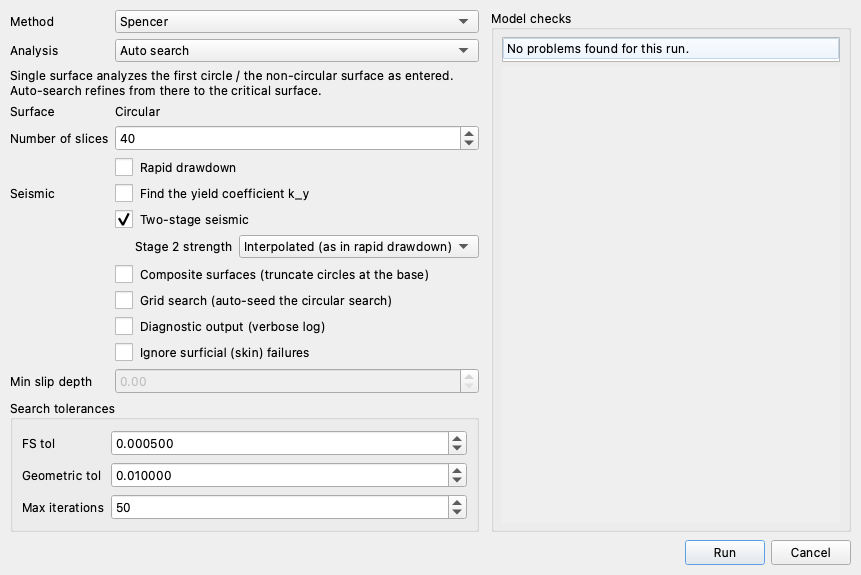 Method
Spencer
Analysis
Auto search
Single surface analyzes the first circle / the non-circular surface as entered.
Auto-search refines from there to the critical surface.
Surface
Circular
Number of slices
40
Rapid drawdown
Seismic
Find the yield coefficient k_y
Two-stage seismic
Stage 2 strength
Interpolated (as in rapid drawdown)
Composite surfaces (truncate circles at the base)
Grid search (auto-seed the circular search)
Diagnostic output (verbose log)
Ignore surficial (skin) failures
Min slip depth
0.00
Search tolerances
FS tol
0.000500
Geometric tol
0.010000
Max iterations
50
Model checks
No problems found for this run.
Run
Cancel